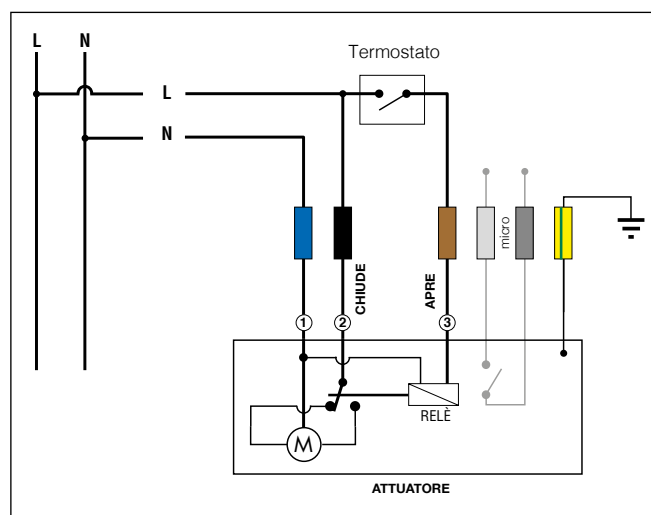 L N
Termostato
L
N
micro
CHIUDE
APRE
1 2 3
RELÈ
M
ATTUATORE